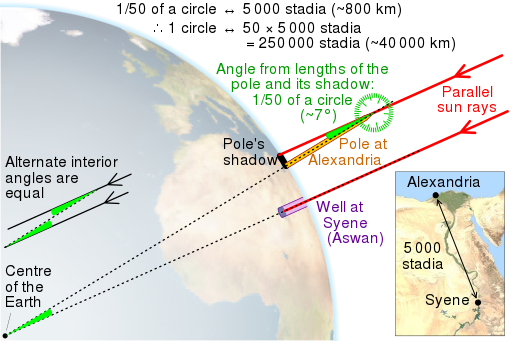 1/50 of a circle ↔ 5 000 stadia (~800 km)
∴ 1 circle ↔ 50 × 5 000 stadia
= 250 000 stadia (~40 000 km)
Angle from lengths of the
pole and its shadow:
1/50 of a circle
(~7°)
Parallel
sun rays
Pole's
shadow
Pole at
Alexandria
Alternate interior
angles are
equal
Well at
Syene
(Aswan)
Centre
of the
Earth
Alexandria
5 000
stadia
Syene